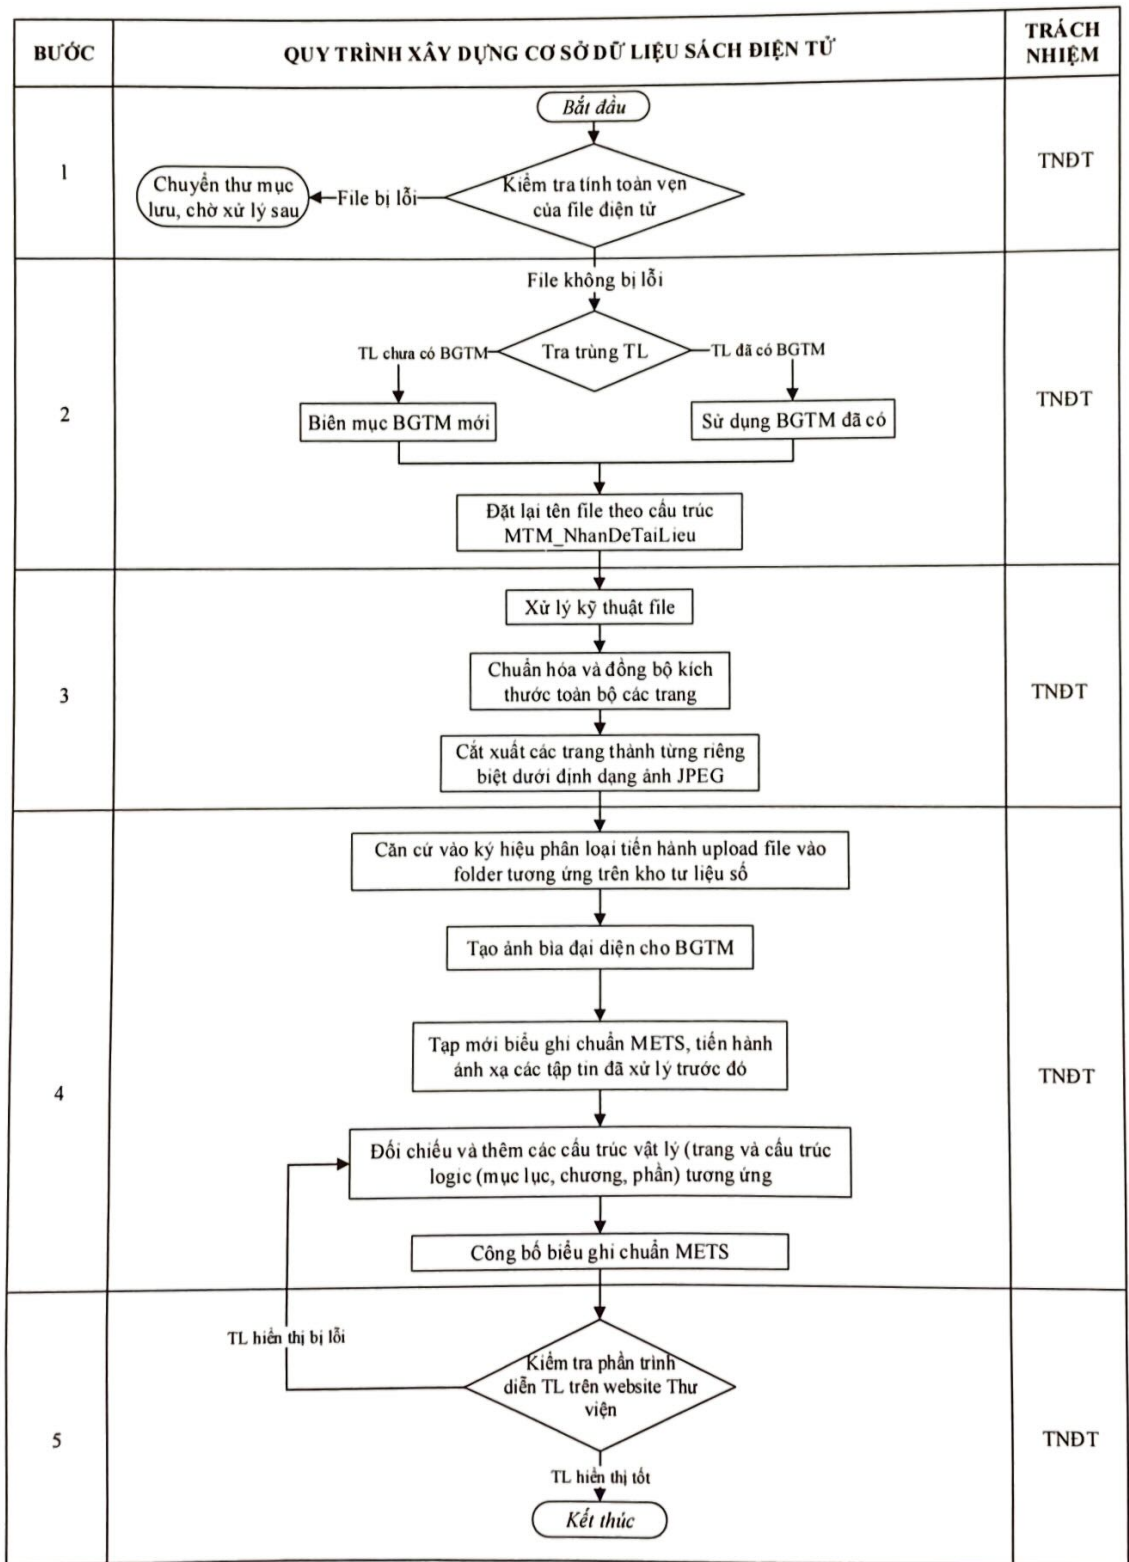 BƯỚC
QUY TRÌNH XÂY DỰNG CƠ SỞ DỮ LIỆU SÁCH ĐIỆN TỬ
TRÁCH
NHIỆM
Bắt đầu
1
Kiểm tra tính toàn vẹn
của file điện tử
File bị lỗi
Chuyển thư mục
lưu, chờ xử lý sau
TNĐT
File không bị lỗi
2
Tra trùng TL
TL chưa có BGTM
TL đã có BGTM
Biên mục BGTM mới
Sử dụng BGTM đã có
TNĐT
Đặt lại tên file theo cấu trúc
MTM_NhanDeTaiLieu
3
Xử lý kỹ thuật file
Chuẩn hóa và đồng bộ kích
thước toàn bộ các trang
TNĐT
Cắt xuất các trang thành từng riêng
biệt dưới định dạng ảnh JPEG
Căn cứ vào ký hiệu phân loại tiến hành upload file vào
folder tương ứng trên kho tư liệu số
Tạo ảnh bìa đại diện cho BGTM
4
Tạp mới biểu ghi chuẩn METS, tiến hành
ánh xạ các tập tin đã xử lý trước đó
TNĐT
Đối chiếu và thêm các cấu trúc vật lý (trang và cấu trúc
logic (mục lục, chương, phần) tương ứng
Công bố biểu ghi chuẩn METS
TL hiển thị bị lỗi
5
Kiểm tra phần trình
diễn TL trên website Thư
viện
TNĐT
TL hiển thị tốt
Kết thúc